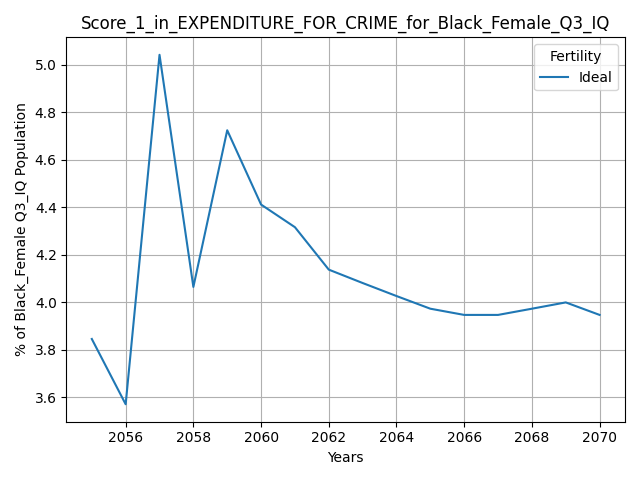 Score_1_in_EXPENDITURE_FOR_CRIME_for_Black_Female_Q3_IQ
Fertility
Ideal
% of Black_Female Q3_IQ Population
5.0
4.8
4.6
4.4
4.2
4.0
3.8
3.6
2056 2058 2060 2062 2064 2066 2068 2070
Years